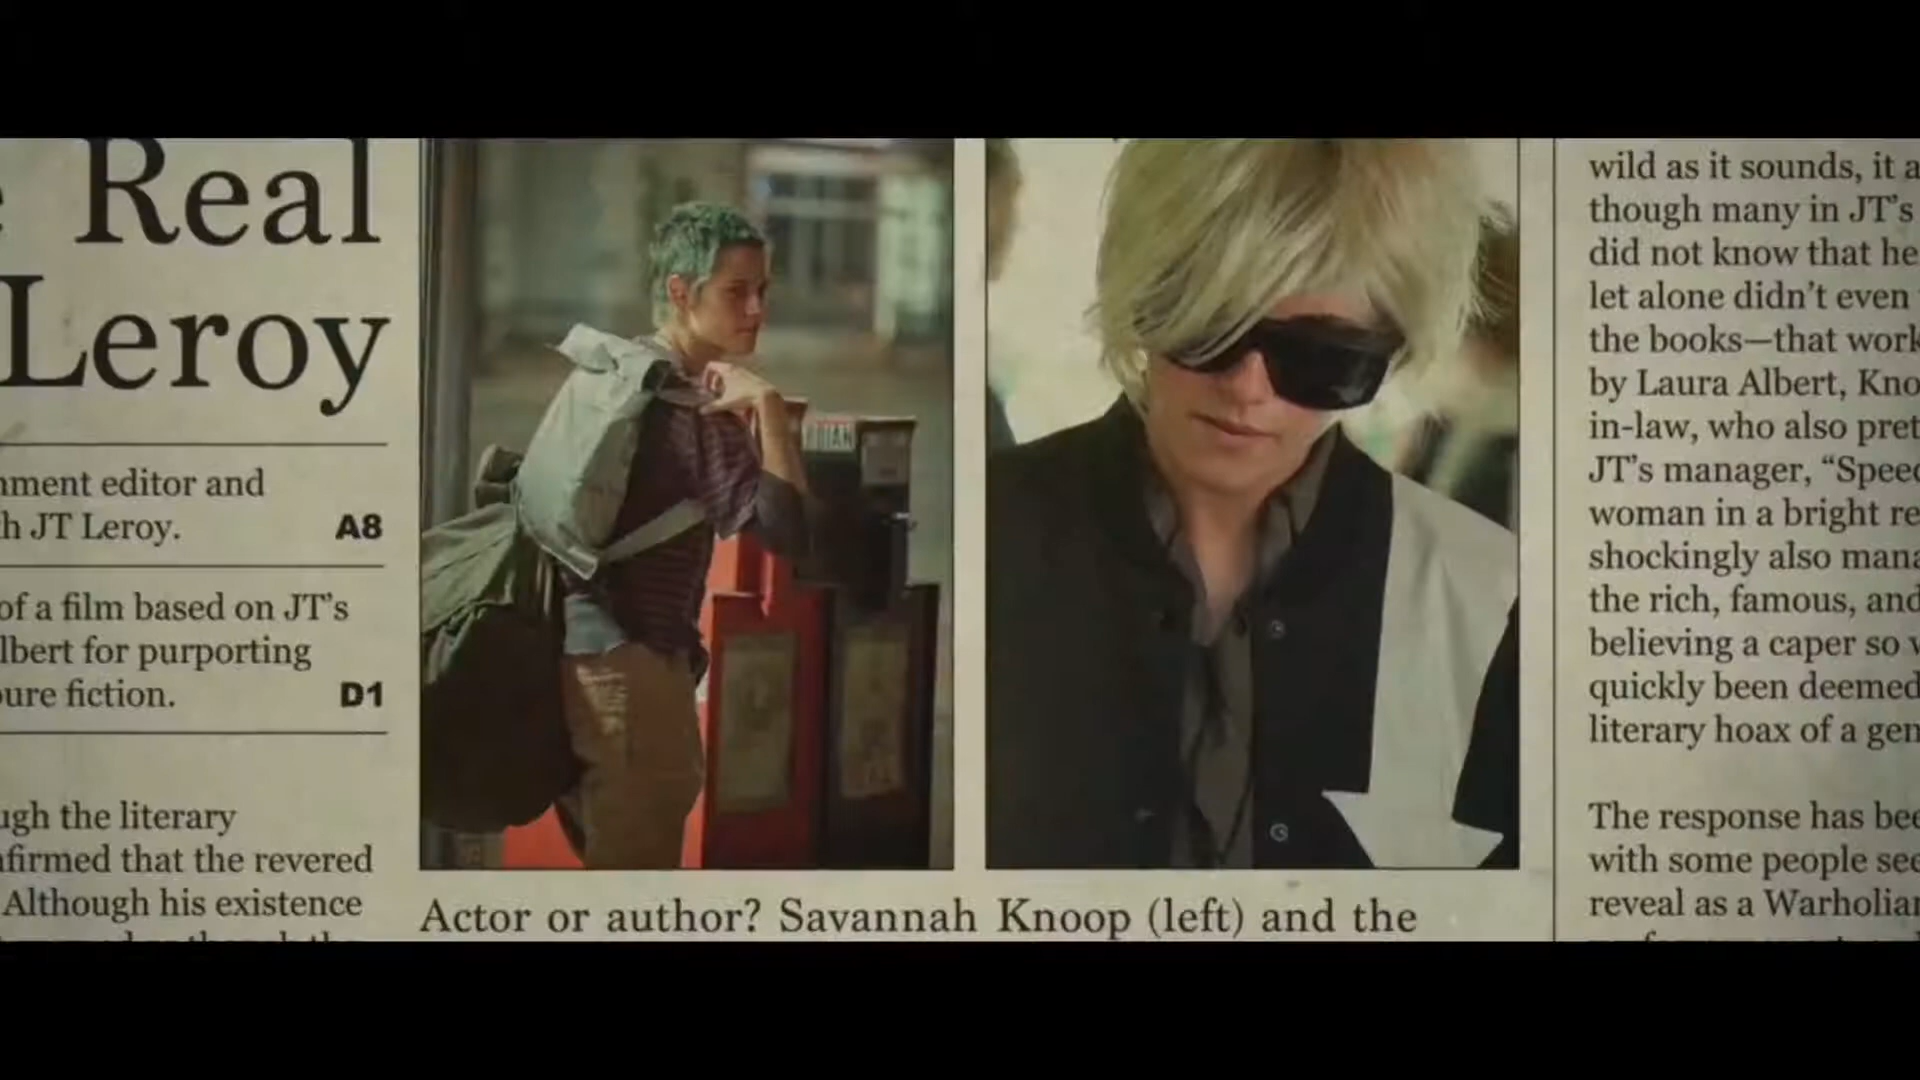 Real
Leroy
nment editor and
h JT Leroy. A8
of a film based on JT’s
lbert for purporting
ure fiction. D1
ugh the literary
nfirmed that the revered
Although his existence
DIAN
Actor or author? Savannah Knoop (left) and the
wild as it sounds, it a
though many in JT’s
did not know that he
let alone didn’t even
the books—that work
by Laura Albert, Kno
in-law, who also pret
JT’s manager, “Speed
woman in a bright re
shockingly also mana
the rich, famous, and
believing a caper so
quickly been deemed
literary hoax of a gen
The response has bee
with some people see
reveal as a Warholian